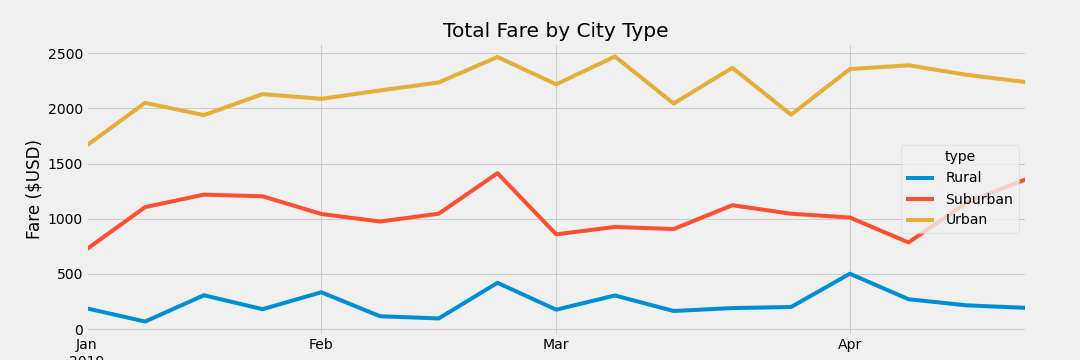 Total Fare by City Type
Fare ($USD)
2500
2000
1500
1000
500
0
type
Rural
Suburban
Urban
Jan Feb Mar Apr
2019